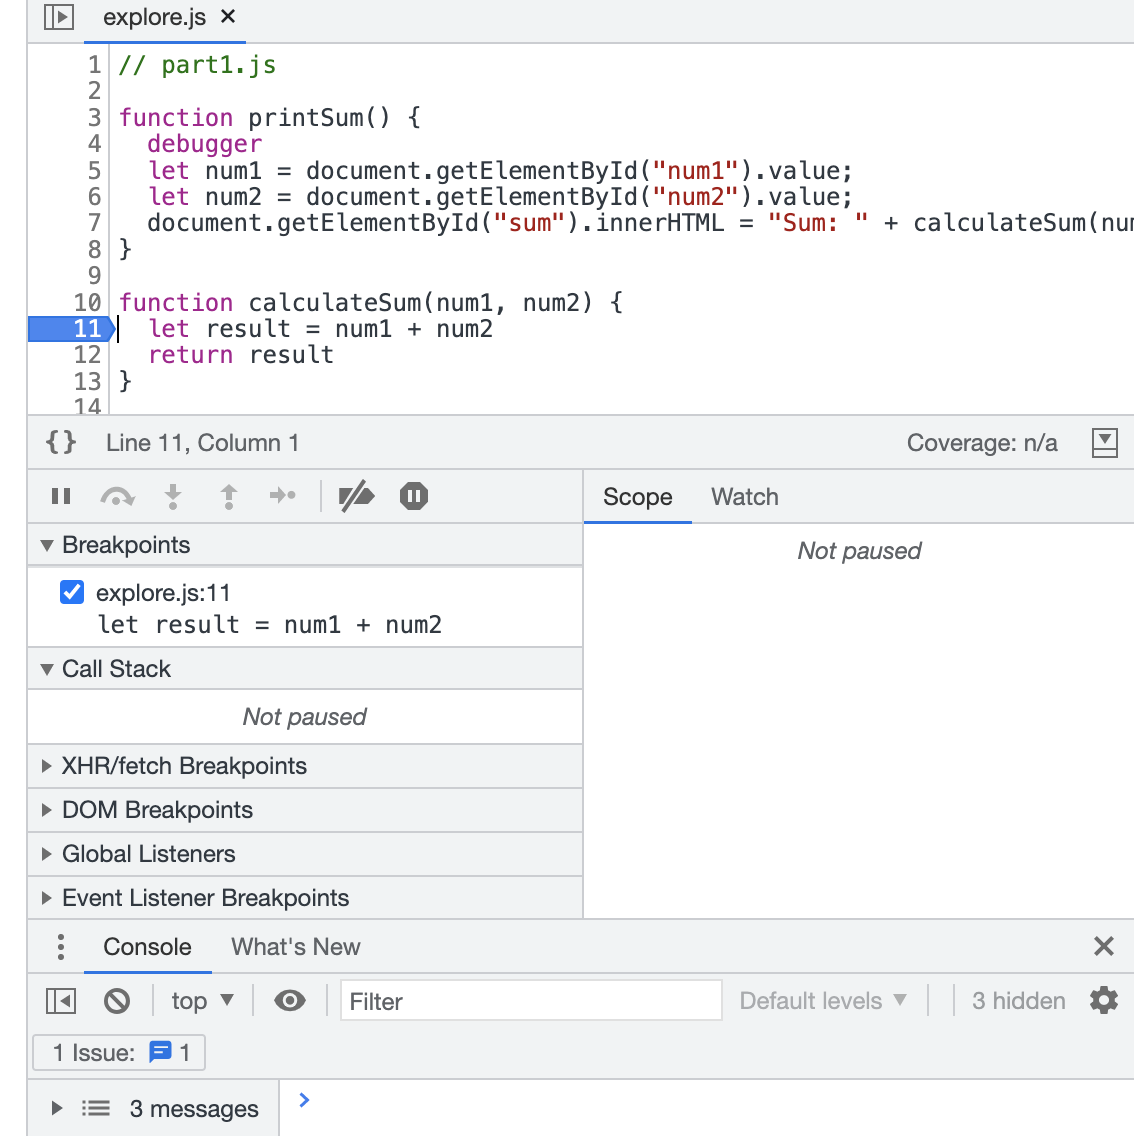 explore.js ×
1 // part1.js
2
3 function printSum() {
4 debugger
5 let num1 = document.getElementById("num1").value;
6 let num2 = document.getElementById("num2").value;
7 document.getElementById("sum").innerHTML = "Sum: " + calculateSum(num
8 }
9
10 function calculateSum(num1, num2) {
11 let result = num1 + num2
12 return result
13 }
14
{} Line 11, Column 1 Coverage: n/a
Scope Watch
Breakpoints
Not paused
explore.js:11
let result = num1 + num2
Call Stack
Not paused
XHR/fetch Breakpoints
DOM Breakpoints
Global Listeners
Event Listener Breakpoints
Console What's New
top Filter Default levels 3 hidden
1 Issue: 1
3 messages >